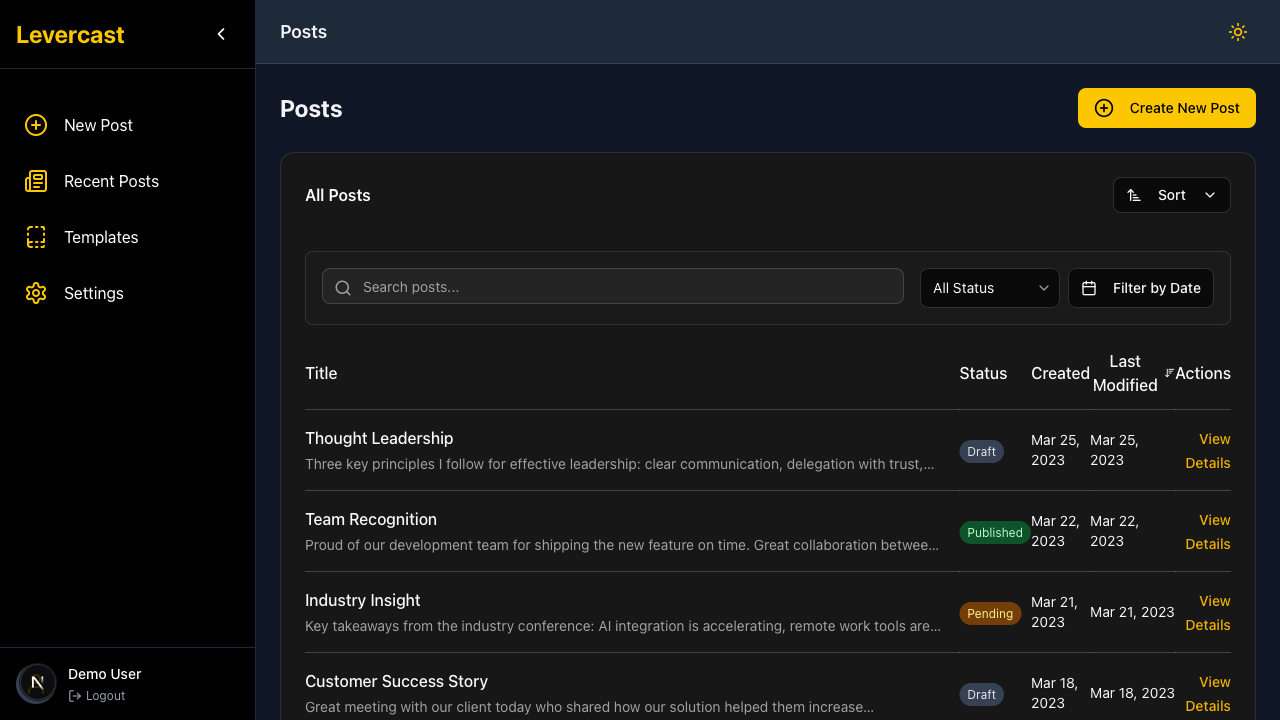 Levercast
Posts
New Post
Recent Posts
Templates
Settings
Demo User
Logout
Posts
Create New Post
All Posts
Sort
Search posts...
All Status
Filter by Date
Title
Status
Created
Last
Modified
Actions
Thought Leadership
Three key principles I follow for effective leadership: clear communication, delegation with trust,...
Draft
Mar 25,
2023
Mar 25,
2023
View
Details
Team Recognition
Proud of our development team for shipping the new feature on time. Great collaboration betwee...
Published
Mar 22,
2023
Mar 22,
2023
View
Details
Industry Insight
Key takeaways from the industry conference: AI integration is accelerating, remote work tools are...
Pending
Mar 21,
2023
Mar 21, 2023
View
Details
Customer Success Story
Great meeting with our client today who shared how our solution helped them increase...
Draft
Mar 18,
2023
Mar 18, 2023
View
Details
N